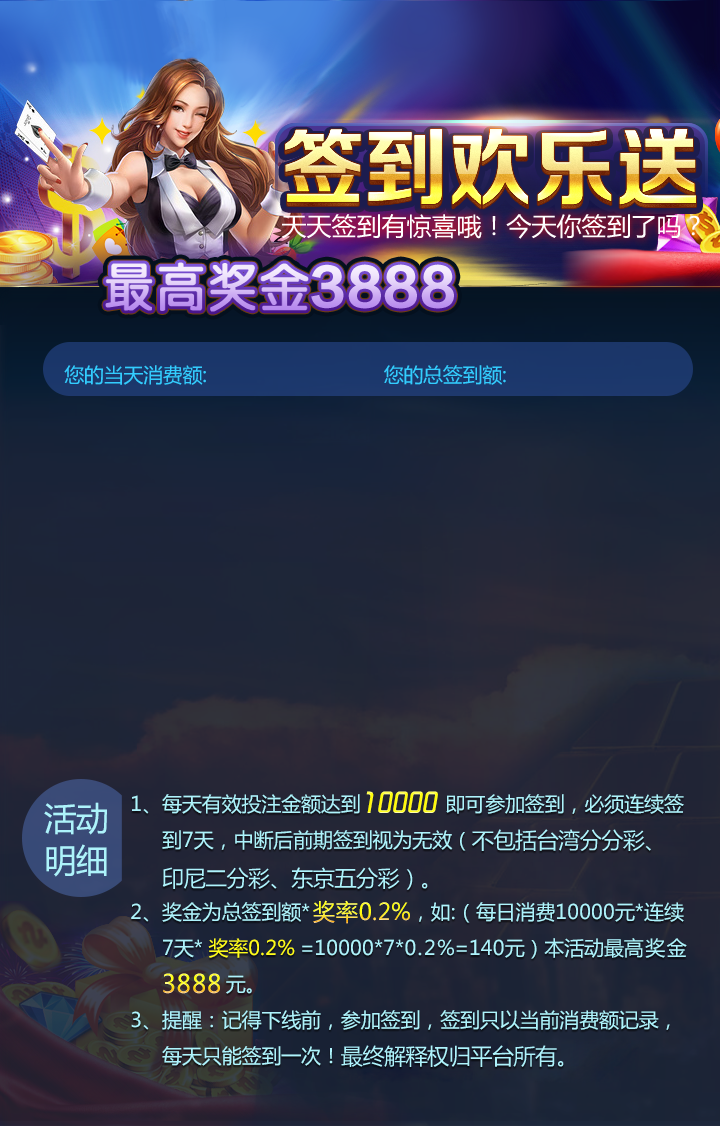 签到欢乐送
天天签到有惊喜哦！今天你签到了吗？
最高奖金3888
您的当天消费额: 您的总签到额:
活动
明细
1、每天有效投注金额达到10000 即可参加签到，必须连续签
到7天，中断后前期签到视为无效（不包括台湾分分彩、
印尼二分彩、东京五分彩）。
2、奖金为总签到额*奖率0.2%，如:（每日消费10000元*连续
7天* 奖率0.2% =10000*7*0.2%=140元）本活动最高奖金
3888元。
3、提醒：记得下线前，参加签到，签到只以当前消费额记录，
每天只能签到一次！最终解释权归平台所有。